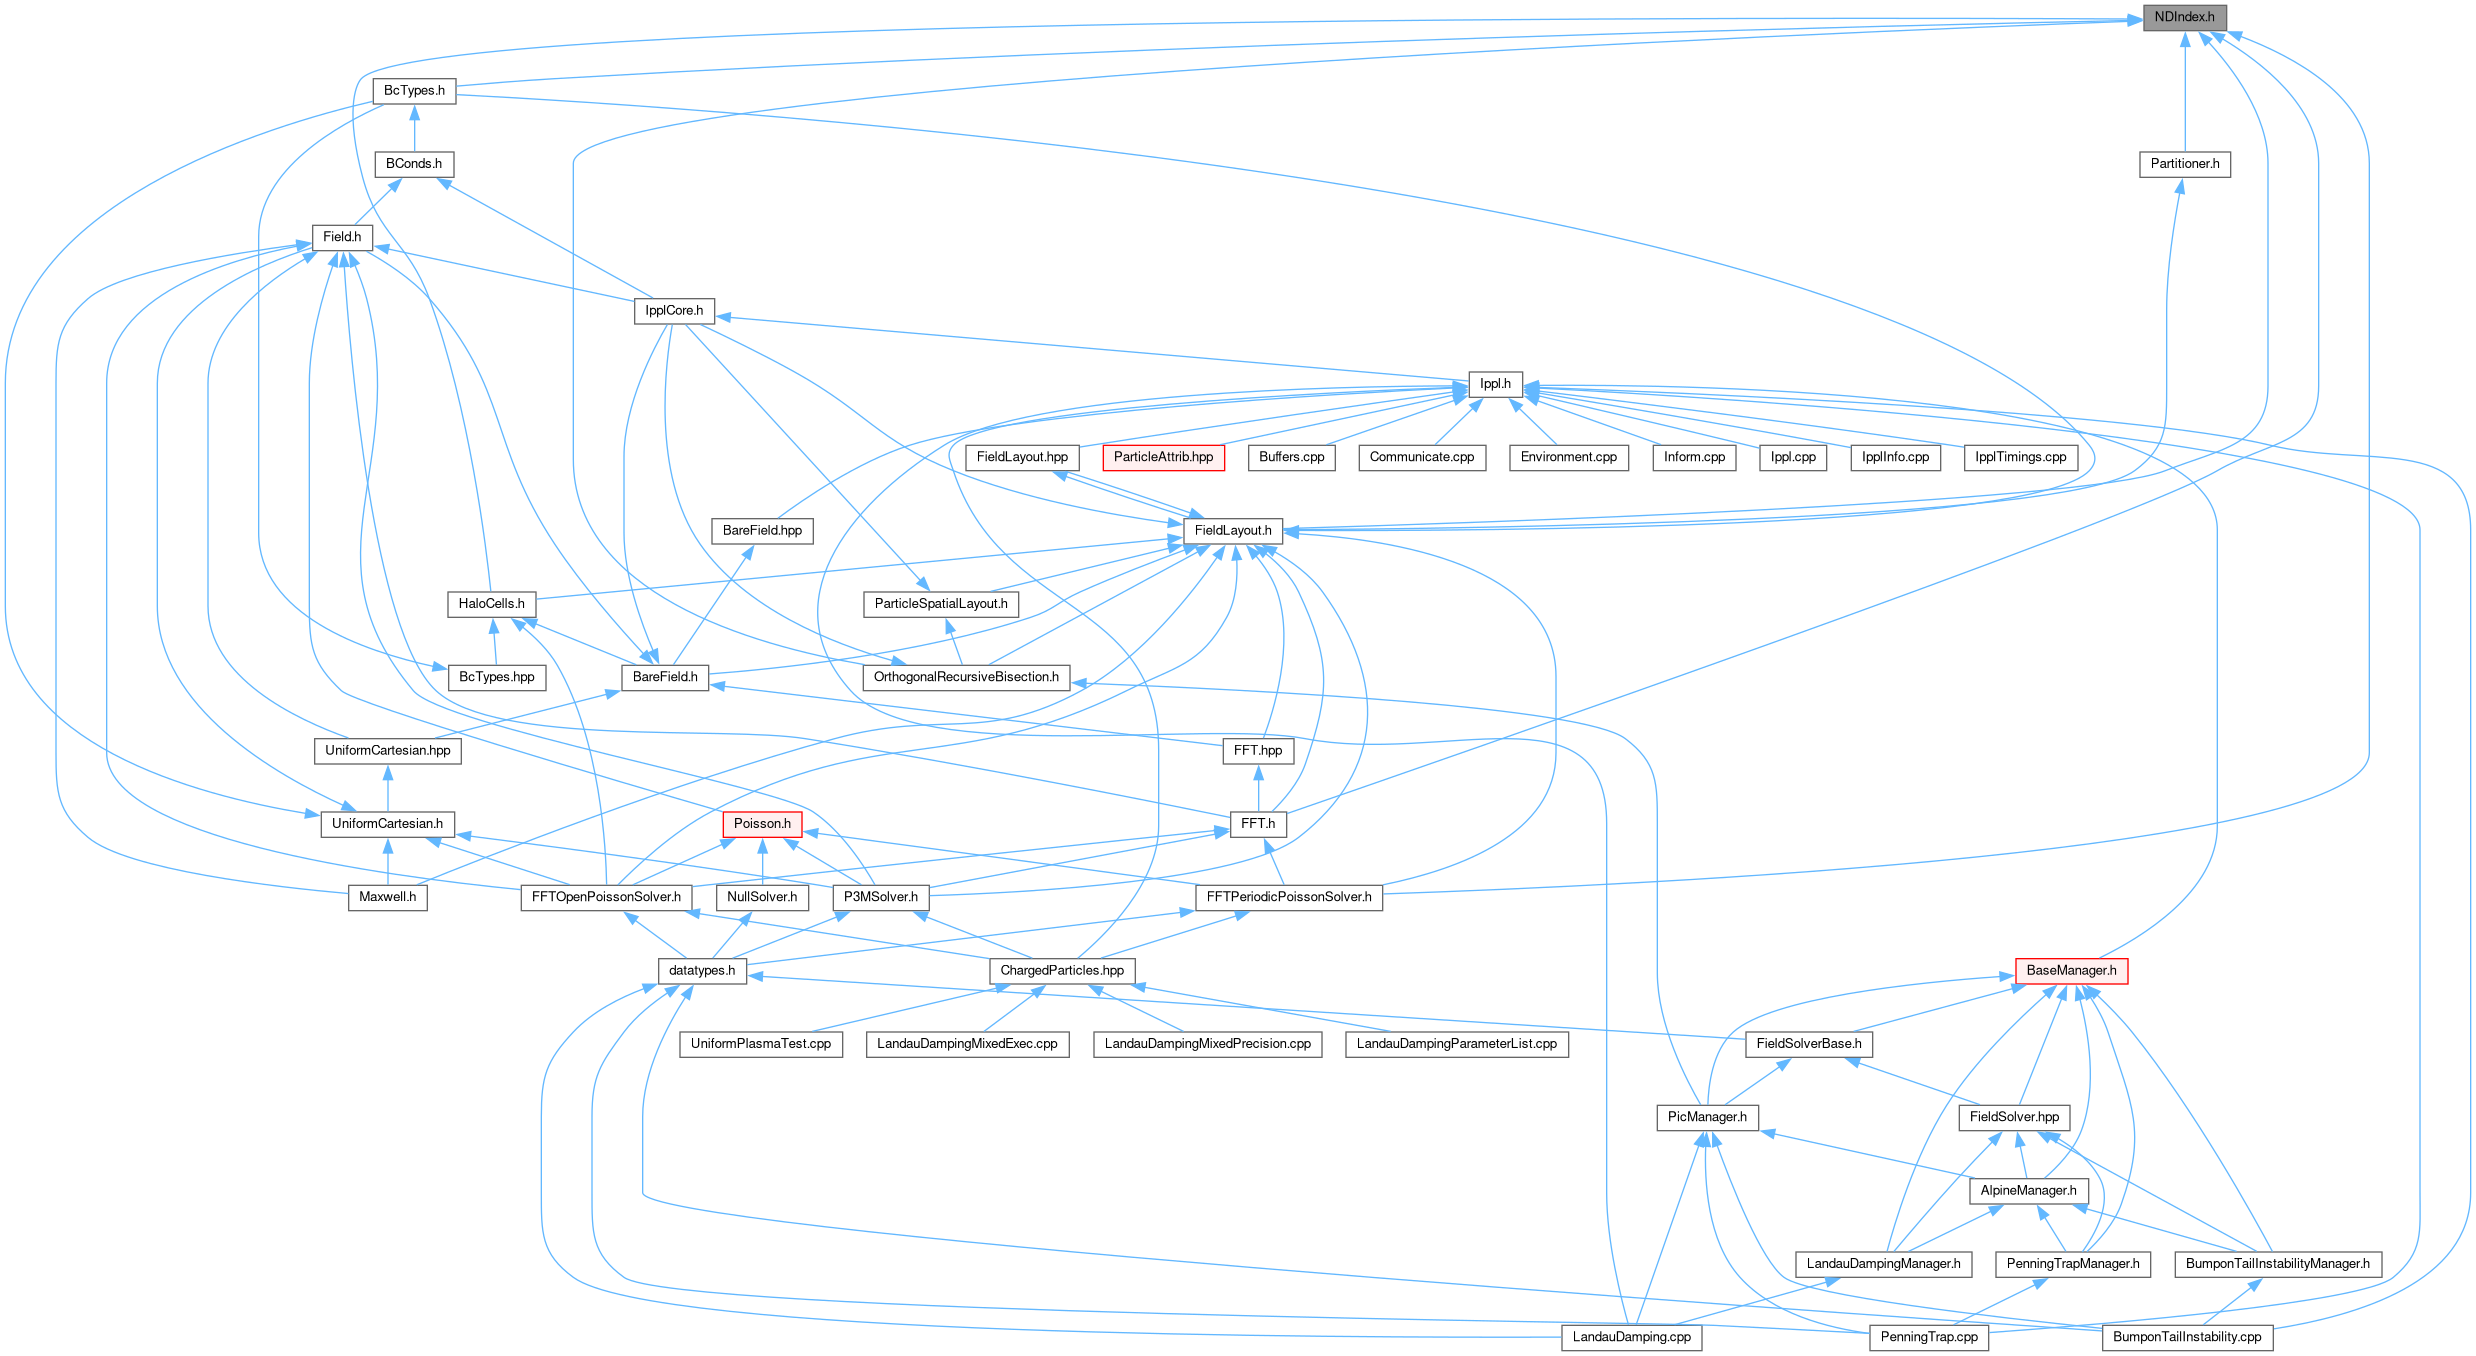 NDIndex.h
BcTypes.h
BConds.h
Partitioner.h
Field.h
IpplCore.h
Ippl.h
FieldLayout.hpp
ParticleAttrib.hpp
Buffers.cpp
Communicate.cpp
Environment.cpp
Inform.cpp
Ippl.cpp
IpplInfo.cpp
IpplTimings.cpp
BareField.hpp
FieldLayout.h
HaloCells.h
ParticleSpatialLayout.h
BcTypes.hpp
BareField.h
OrthogonalRecursiveBisection.h
UniformCartesian.hpp
FFT.hpp
UniformCartesian.h
Poisson.h
FFT.h
Maxwell.h
FFTOpenPoissonSolver.h
NullSolver.h
P3MSolver.h
FFTPeriodicPoissonSolver.h
datatypes.h
ChargedParticles.hpp
BaseManager.h
UniformPlasmaTest.cpp
LandauDampingMixedExec.cpp
LandauDampingMixedPrecision.cpp
LandauDampingParameterList.cpp
FieldSolverBase.h
PicManager.h
FieldSolver.hpp
AlpineManager.h
LandauDampingManager.h
PenningTrapManager.h
BumponTailInstabilityManager.h
LandauDamping.cpp
PenningTrap.cpp
BumponTailInstability.cpp